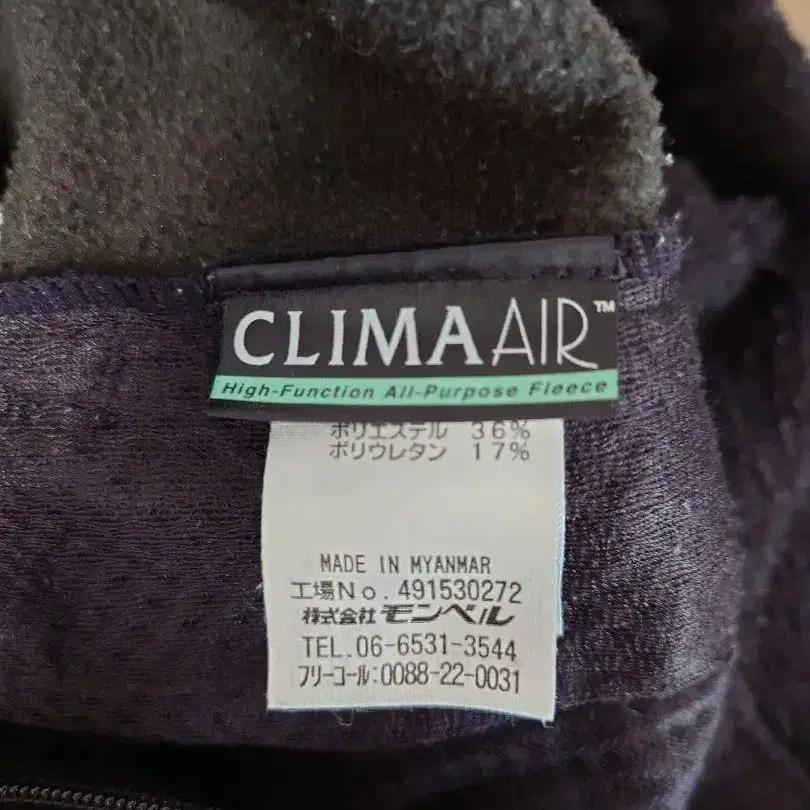 CLIMAAIR™
High-Function All-Purpose Fleece
ポリエステル 36%
ポリウレタン 17%
MADE IN MYANMAR
工場No.491530272
株式会社 モンベル
TEL.06-6531-3544
フリーコール:0088-22-0031